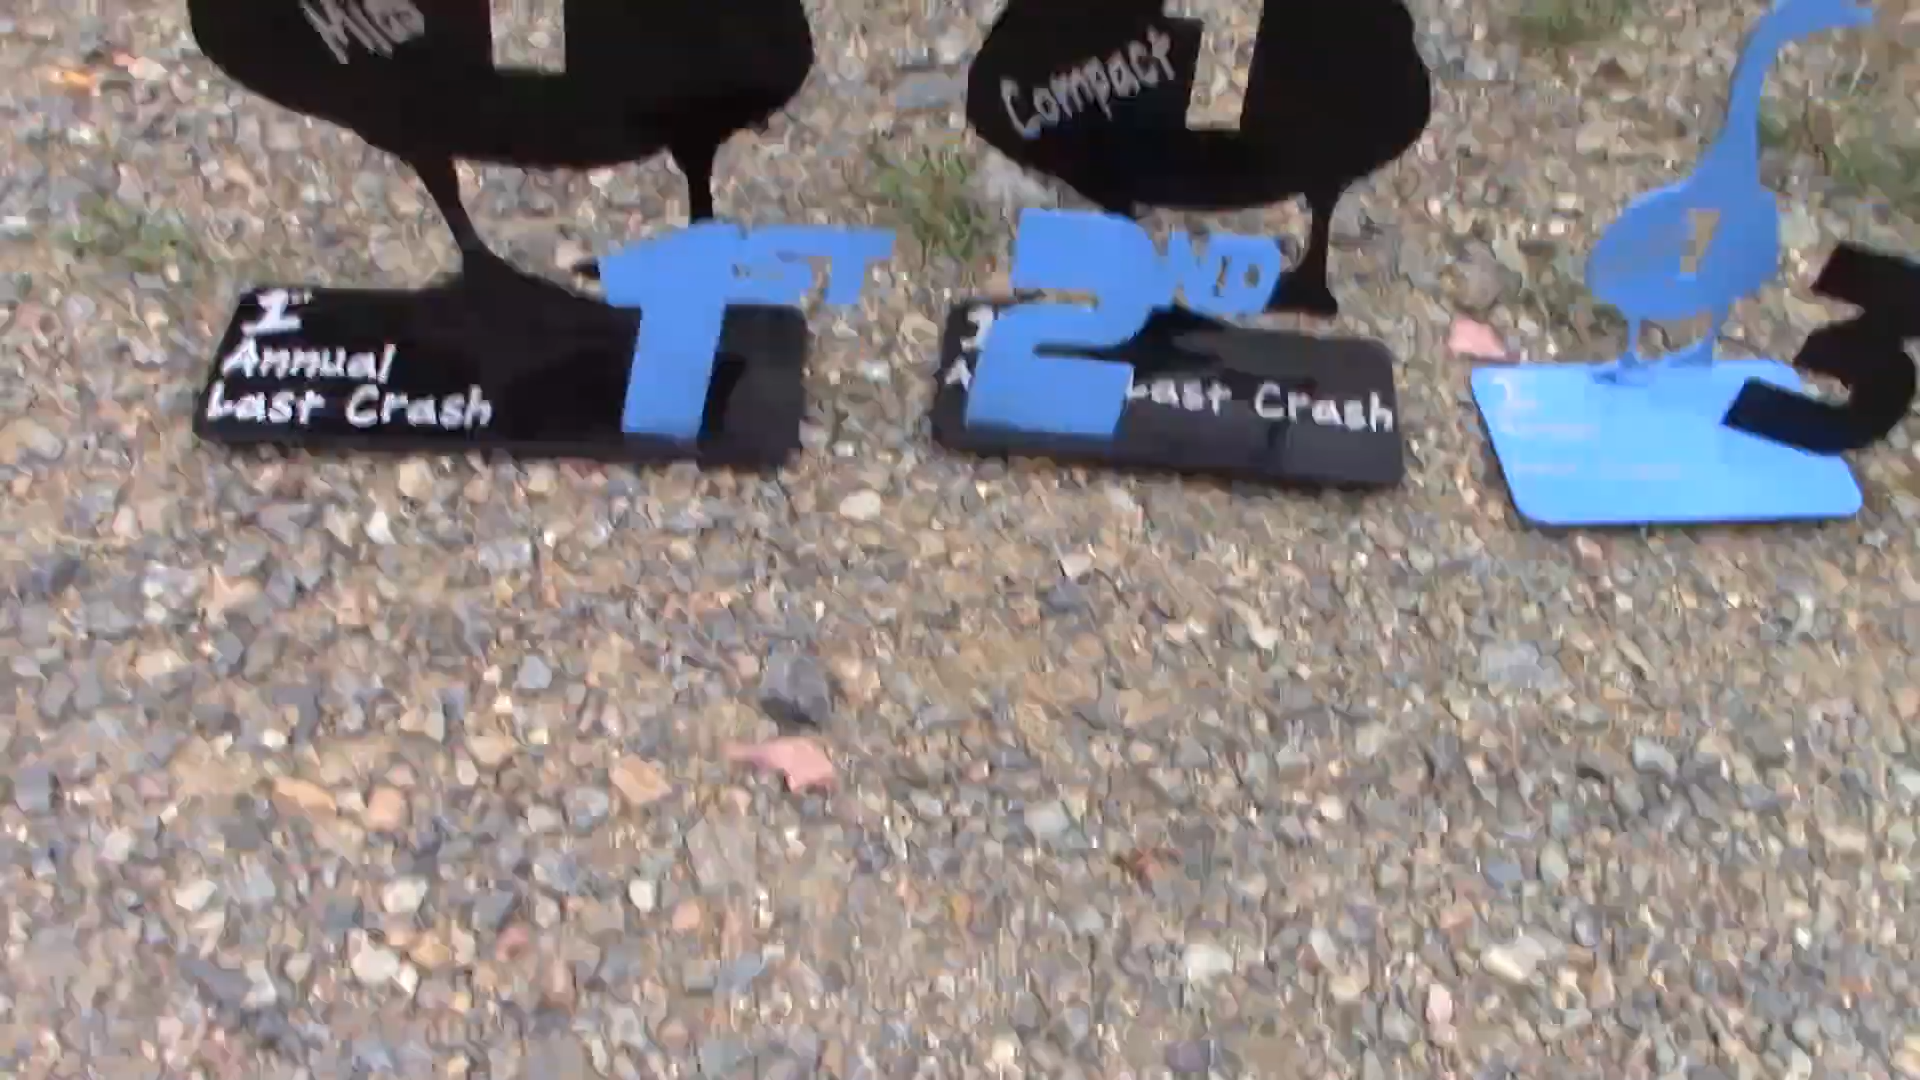 Compact
1ST
1st
Annual
Last Crash
2ND
Last Crash
3